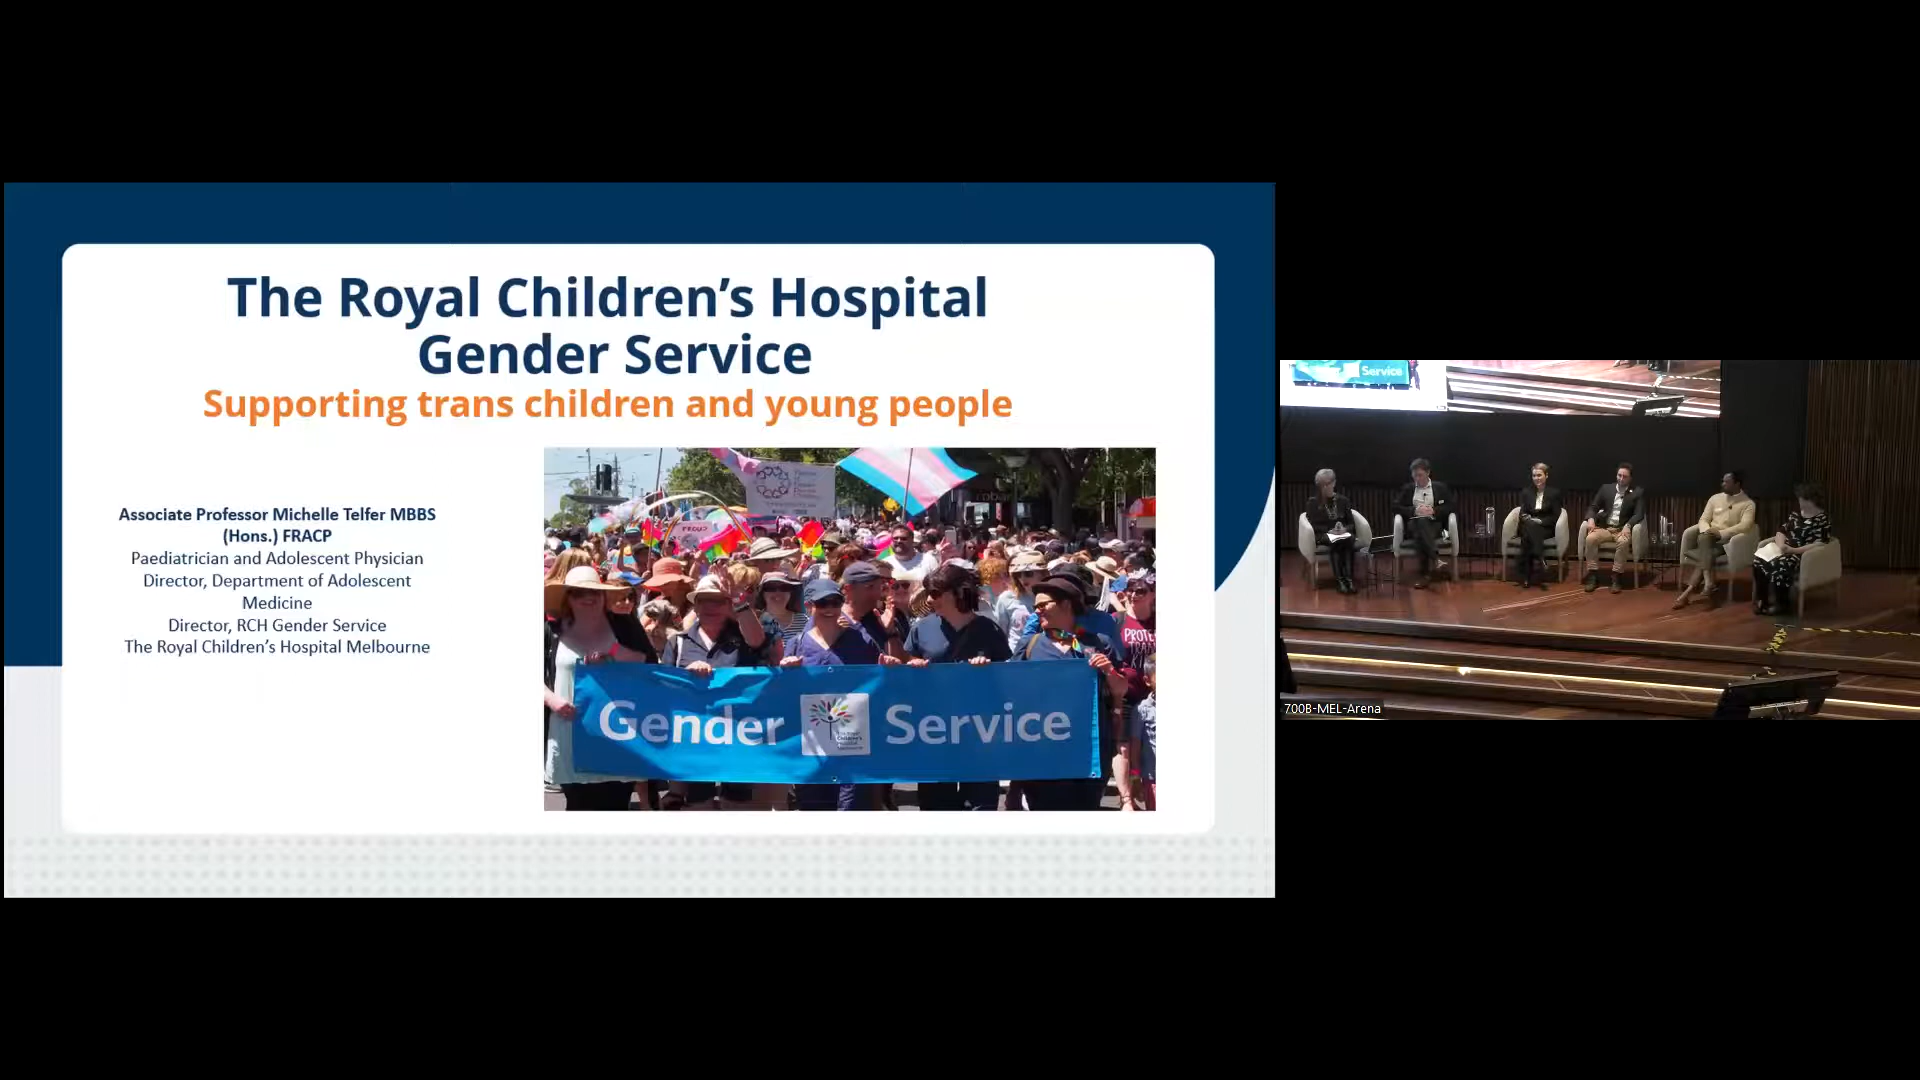 The Royal Children's Hospital
Gender Service
Supporting trans children and young people
Associate Professor Michelle Telfer MBBS
(Hons.) FRACP
Paediatrician and Adolescent Physician
Director, Department of Adolescent
Medicine
Director, RCH Gender Service
The Royal Children's Hospital Melbourne
PROUD
Gender Service
Service
700B-MEL-Arena